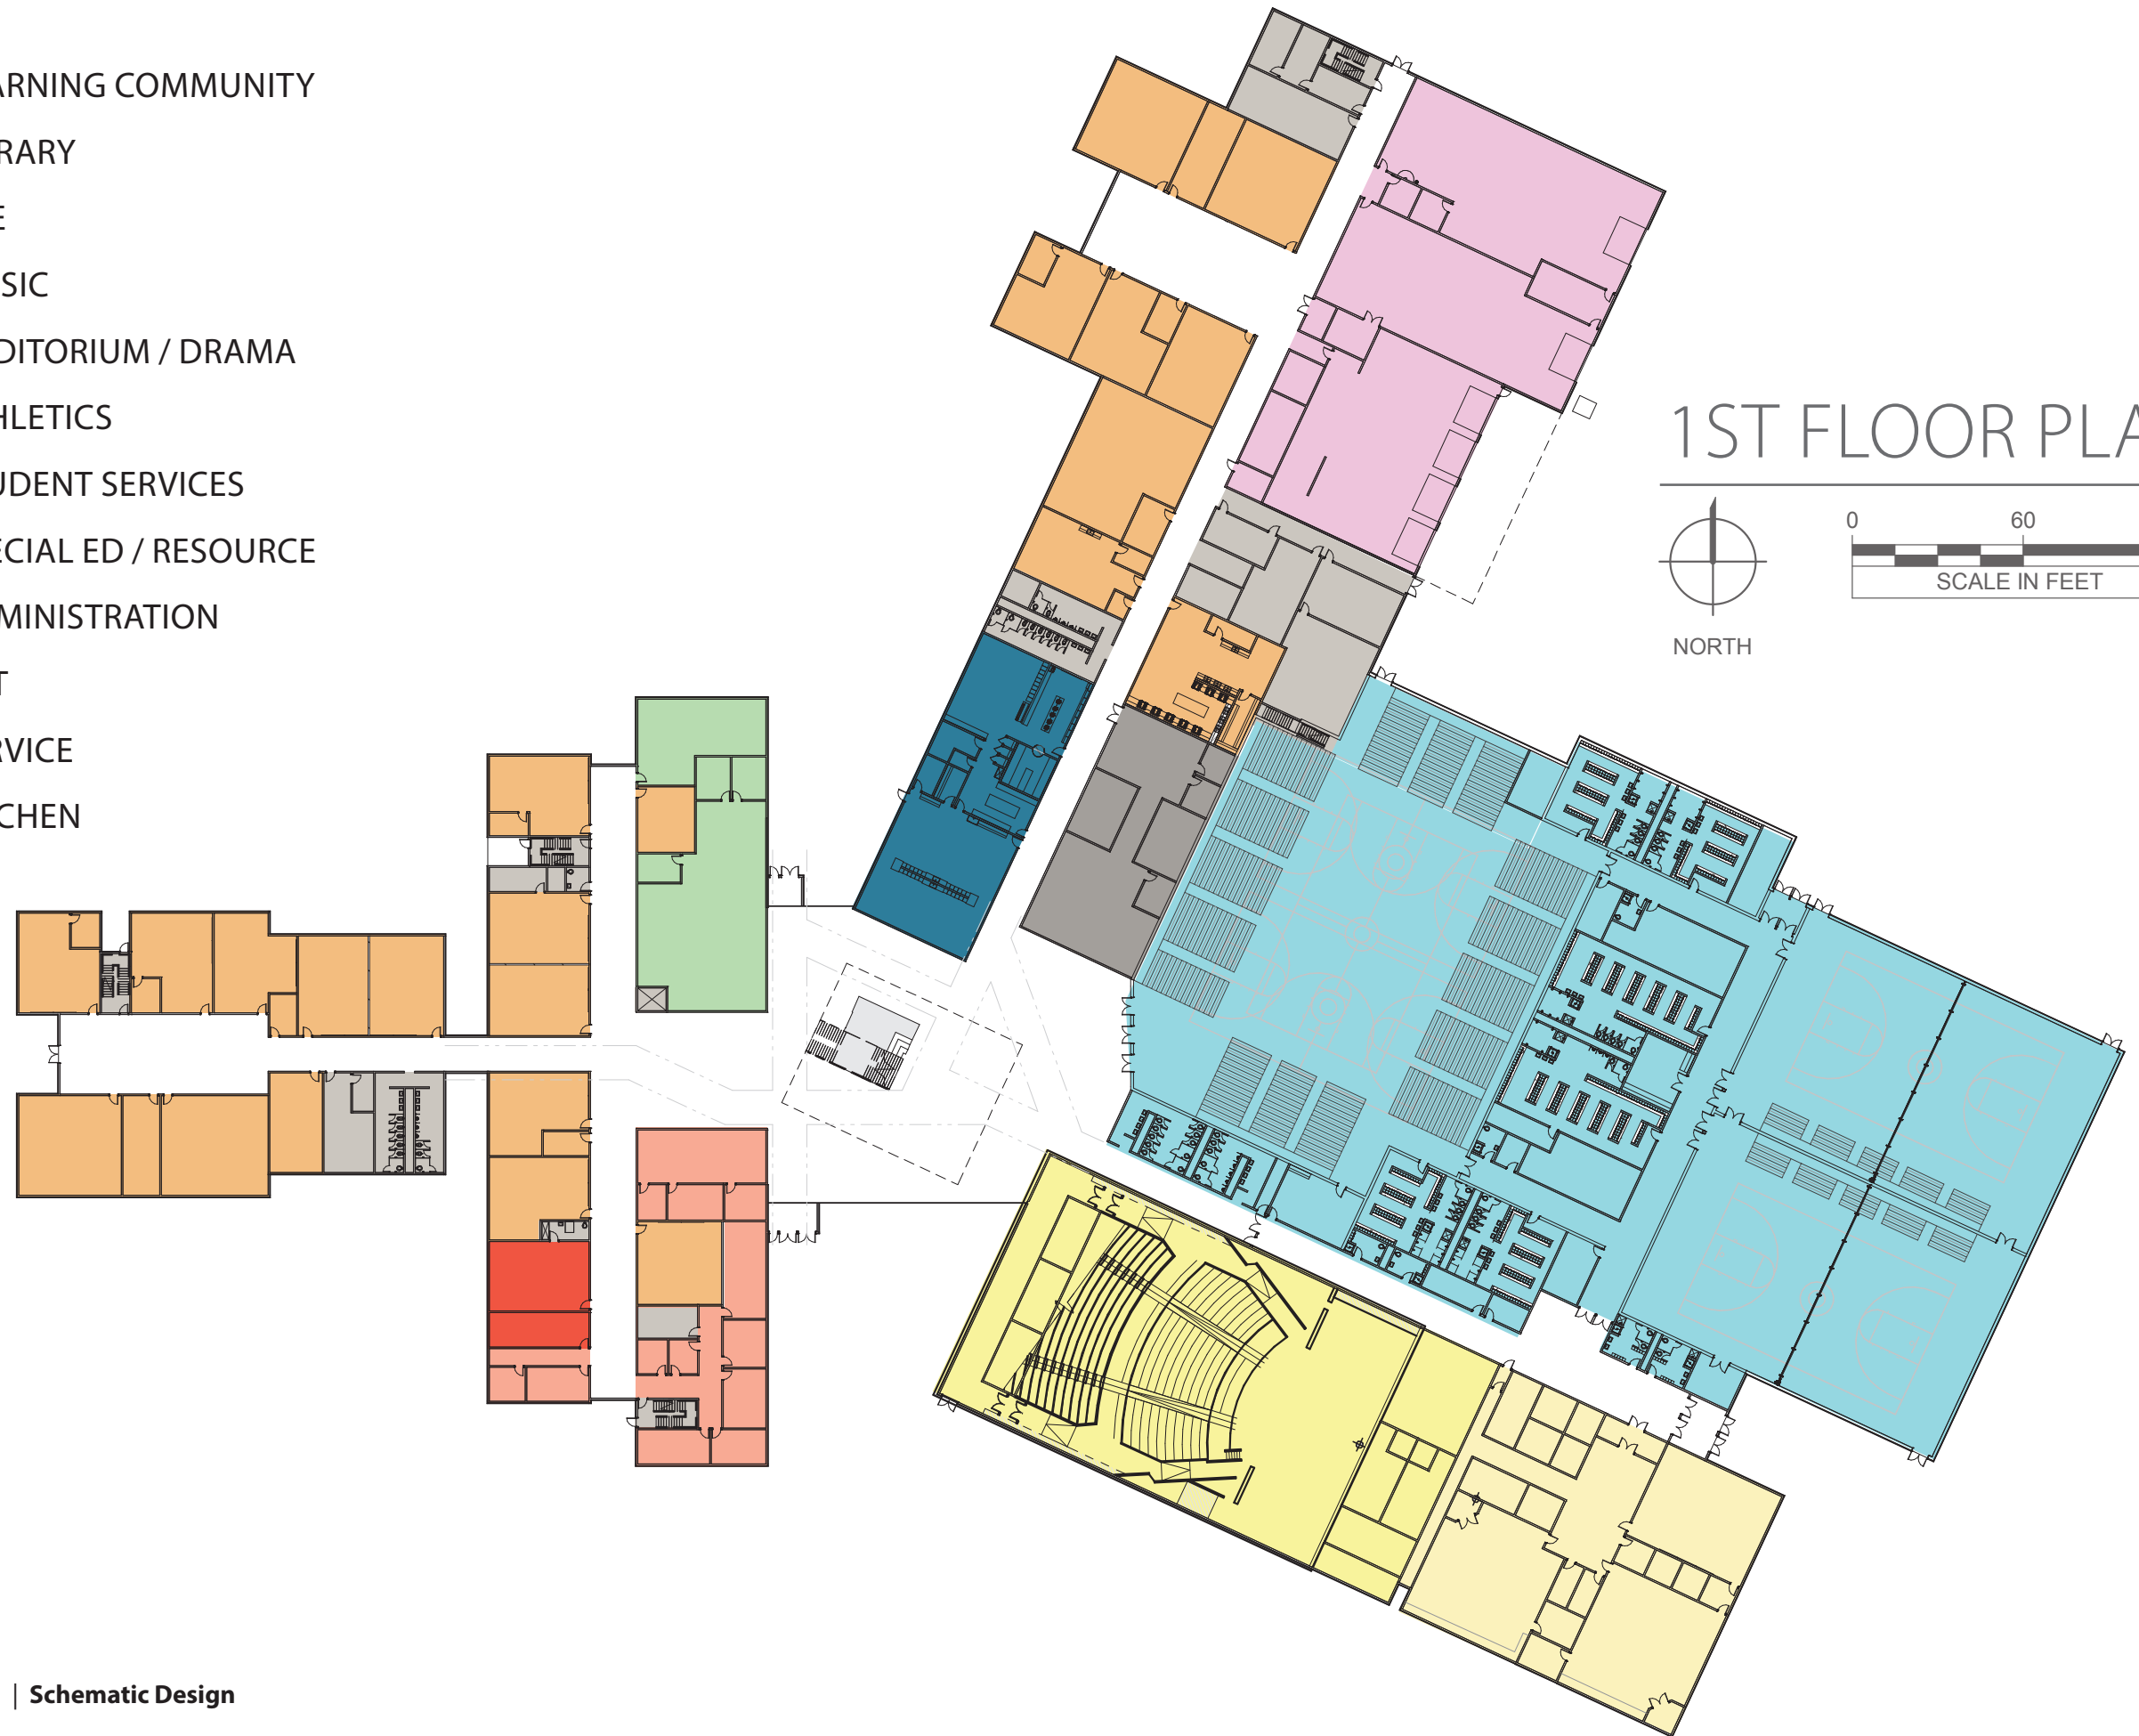 ARNING COMMUNITY
RARY
E
SIC
DITORIUM / DRAMA
HLETICS
UDENT SERVICES
ECIAL ED / RESOURCE
MINISTRATION
T
RVICE
CHEN
1ST FLOOR PLA
0 60
SCALE IN FEET
NORTH
| Schematic Design